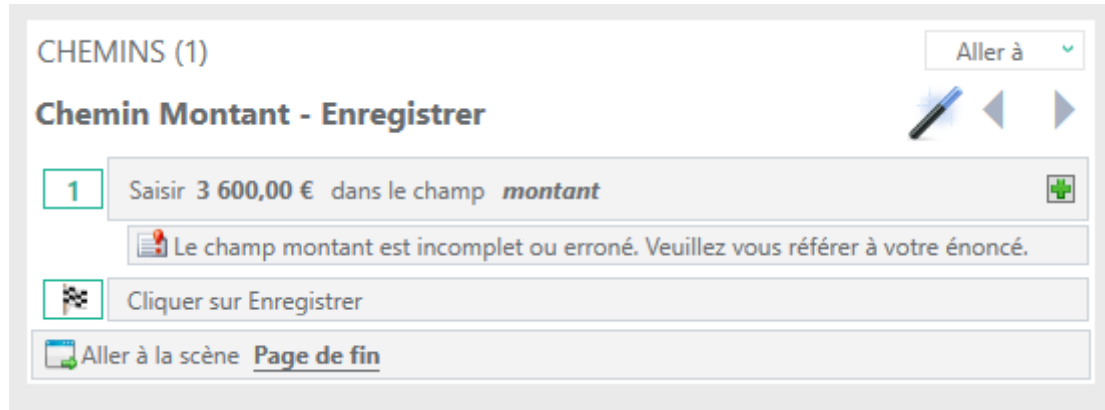 CHEMINS (1)
Aller à
Chemin Montant - Enregistrer
1 Saisir 3 600,00 € dans le champ montant
Le champ montant est incomplet ou erroné. Veuillez vous référer à votre énoncé.
Cliquer sur Enregistrer
Aller à la scène Page de fin